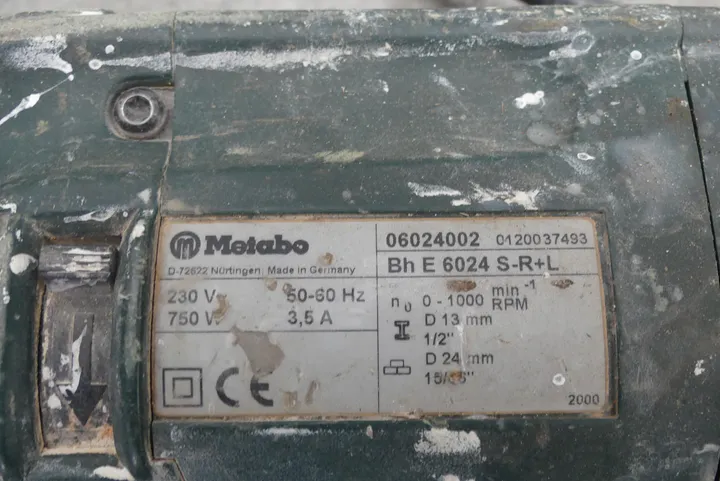 Metabo
D-72622 Nürtingen Made in Germany
230 V 50-60 Hz
750 W 3,5 A
CE
06024002 0120037493
Bh E 6024 S-R+L
n0 0-1000 min-1 RPM
D 13 mm
1/2"
D 24 mm
2000